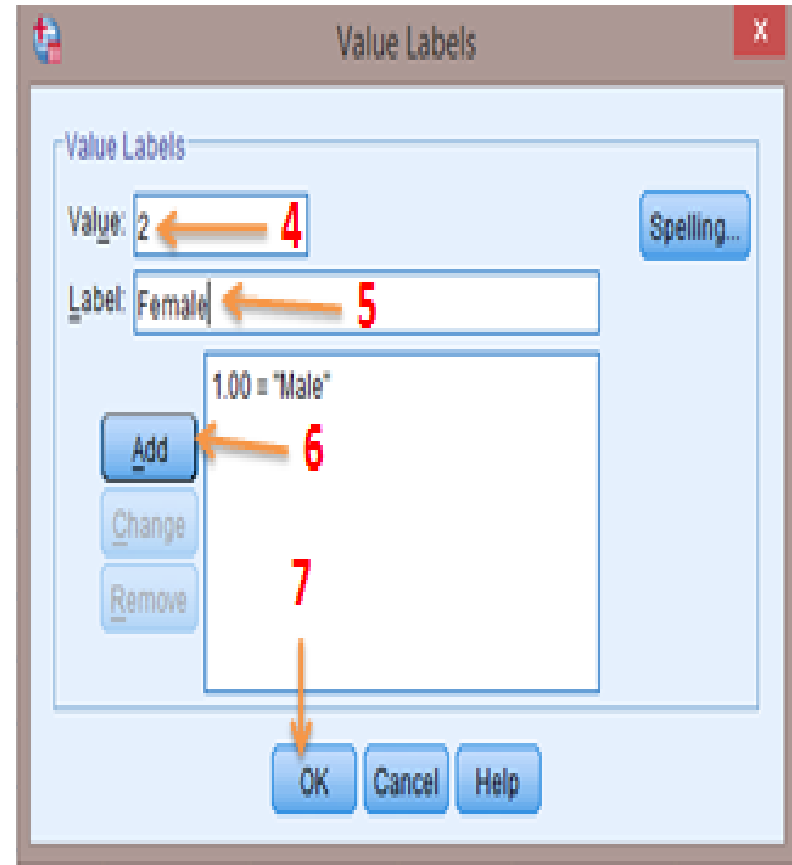 Value Labels
Value Labels
Value: 2 4
Spelling...
Label: Female 5
1.00 = "Male"
Add 6
Change
Remove
7
OK Cancel Help